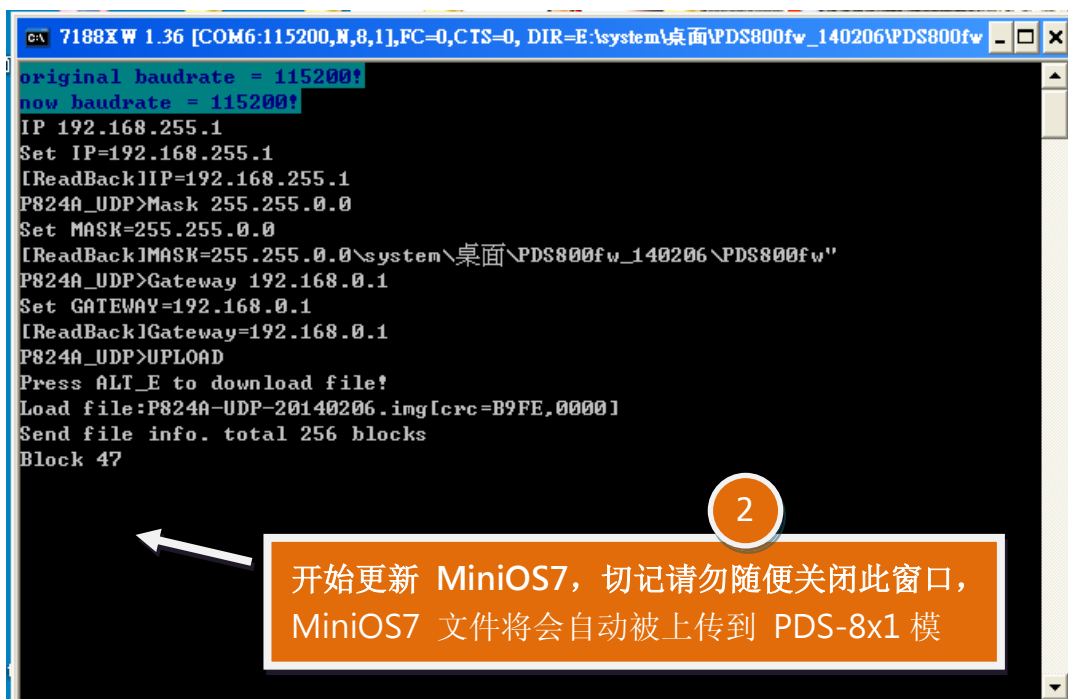 7188XW 1.36 [COM6:115200,N,8,1],FC=0,CTS=0, DIR=E:\system\桌面\PDS800fw_140206\PDS800fw
original baudrate = 115200!
now baudrate = 115200!
IP 192.168.255.1
Set IP=192.168.255.1
[ReadBack]IP=192.168.255.1
P824A_UDP>Mask 255.255.0.0
Set MASK=255.255.0.0
[ReadBack]MASK=255.255.0.0\system\桌面\PDS800fw_140206\PDS800fw"
P824A_UDP>Gateway 192.168.0.1
Set GATEWAY=192.168.0.1
[ReadBack]Gateway=192.168.0.1
P824A_UDP>UPLOAD
Press ALT_E to download file!
Load file:P824A-UDP-20140206.img[crc=B9FE,0000]
Send file info. total 256 blocks
Block 47
2
开始更新 MiniOS7，切记请勿随便关闭此窗口，
MiniOS7 文件将会自动被上传到 PDS-8x1 模